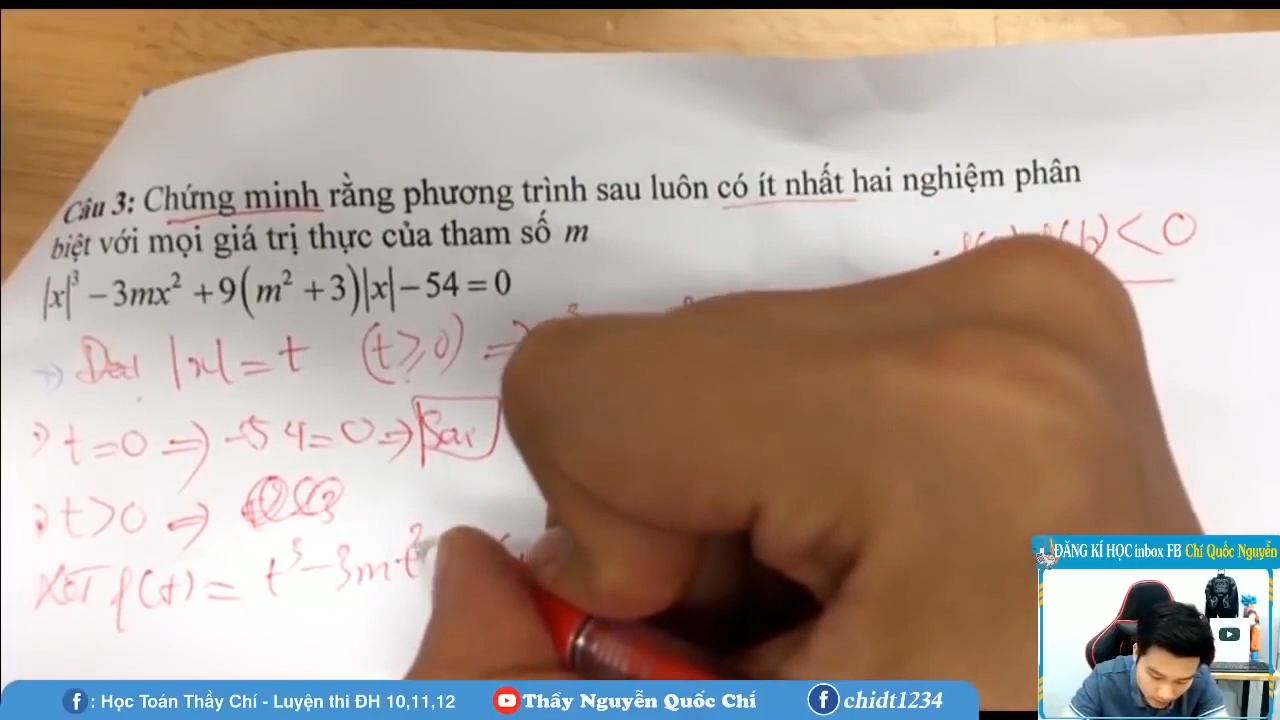 Câu 3: Chứng minh rằng phương trình sau luôn có ít nhất hai nghiệm phân
biệt với mọi giá trị thực của tham số m
|x|³ − 3mx² + 9(m² + 3)|x| − 54 = 0
<0
|x| = t (t ≥ 0) =>
t=0 => -54=0 => Sai
t>0 =>
XÉT f(t) = t³ − 3mt²
ĐĂNG KÍ HỌC inbox FB Chí Quốc Nguyễn
: Học Toán Thầy Chí - Luyện thi ĐH 10,11,12
Thầy Nguyễn Quốc Chí
chidt1234